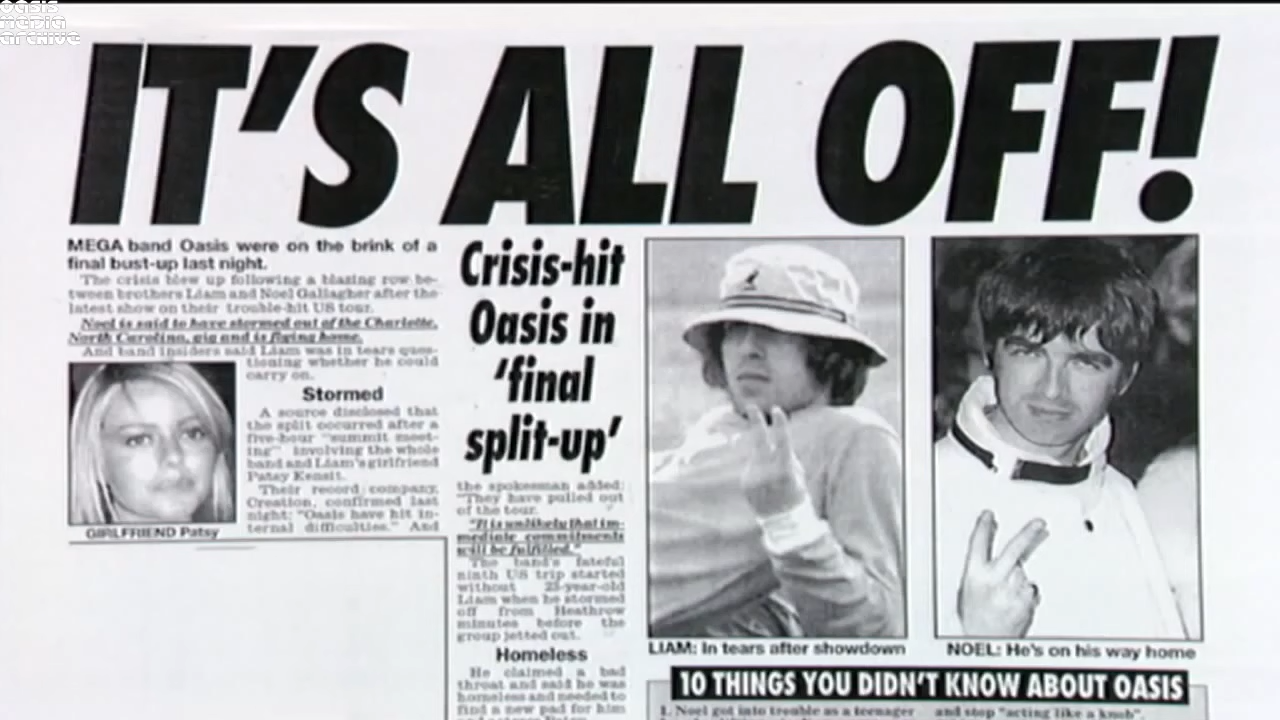 oasis
media
archive
IT'S ALL OFF!
MEGA band Oasis were on the brink of a
final bust-up last night.
The crisis blew up following a blazing row be-
tween brothers Liam and Noel Gallagher after the
latest show on their trouble-hit US tour.
Noel is said to have stormed out of the Charlotte,
North Carolina, gig and is flying home.
And band insiders said Liam was in tears ques-
tioning whether he could
carry on.
Stormed
A source disclosed that
the split occurred after a
five-hour "summit meet-
ing" involving the whole
band and Liam's girlfriend
Patsy Kensit.
Their record company,
Creation, confirmed last
night: "Oasis have hit in-
ternal difficulties." And
GIRLFRIEND Patsy
Crisis-hit
Oasis in
'final
split-up'
the spokesman added:
"They have pulled out
of the tour.
"It is unlikely that im-
mediate commitments
will be fulfilled."
The band's fateful
ninth US trip started
without 23-year-old
Liam when he stormed
off from Heathrow
minutes before the
group jetted out.
Homeless
He claimed a bad
throat and said he was
homeless and needed to
find a new pad for him
LIAM: In tears after showdown
NOEL: He's on his way home
10 THINGS YOU DIDN'T KNOW ABOUT OASIS
1. Noel got into trouble as a teenager
and stop "acting like a knob".